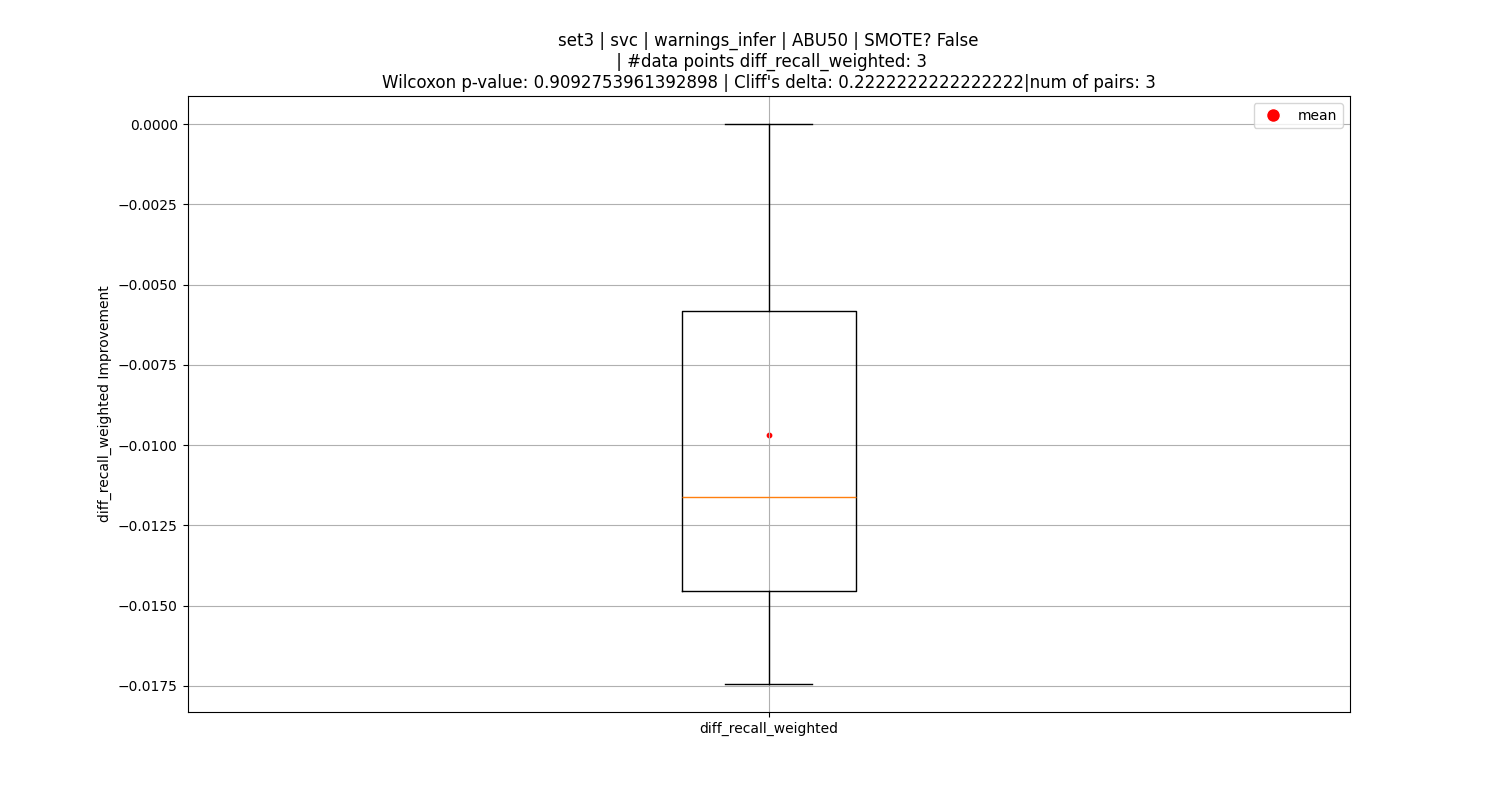 set3 | svc | warnings_infer | ABU50 | SMOTE? False
| #data points diff_recall_weighted: 3
Wilcoxon p-value: 0.9092753961392898 | Cliff's delta: 0.2222222222222222|num of pairs: 3
mean
0.0000
−0.0025
−0.0050
−0.0075
−0.0100
−0.0125
−0.0150
−0.0175
diff_recall_weighted Improvement
diff_recall_weighted